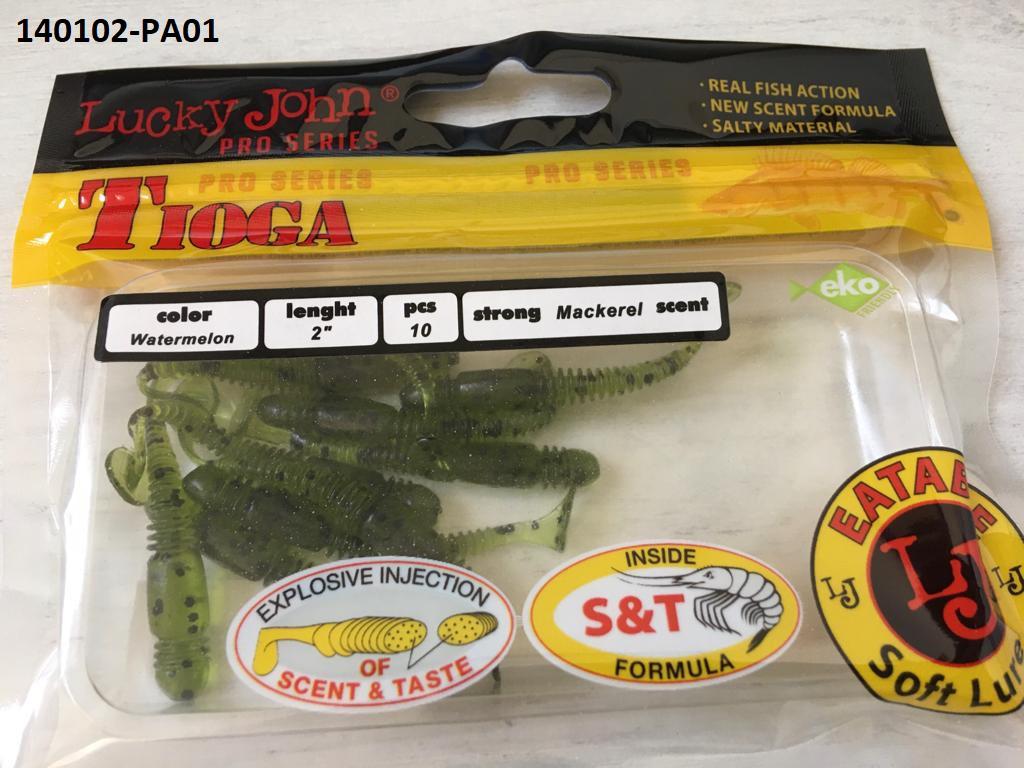 140102-PA01
Lucky John®
PRO SERIES
· REAL FISH ACTION
· NEW SCENT FORMULA
· SALTY MATERIAL
PRO SERIES
PRO SERIES
TIOGA
color
Watermelon
lenght
2"
pcs
10
strong Mackerel scent
eko
FRIENDLY
EXPLOSIVE INJECTION
OF
SCENT & TASTE
INSIDE
S&T
FORMULA
EATABLE
LJ
LJ
LJ
Soft Lure